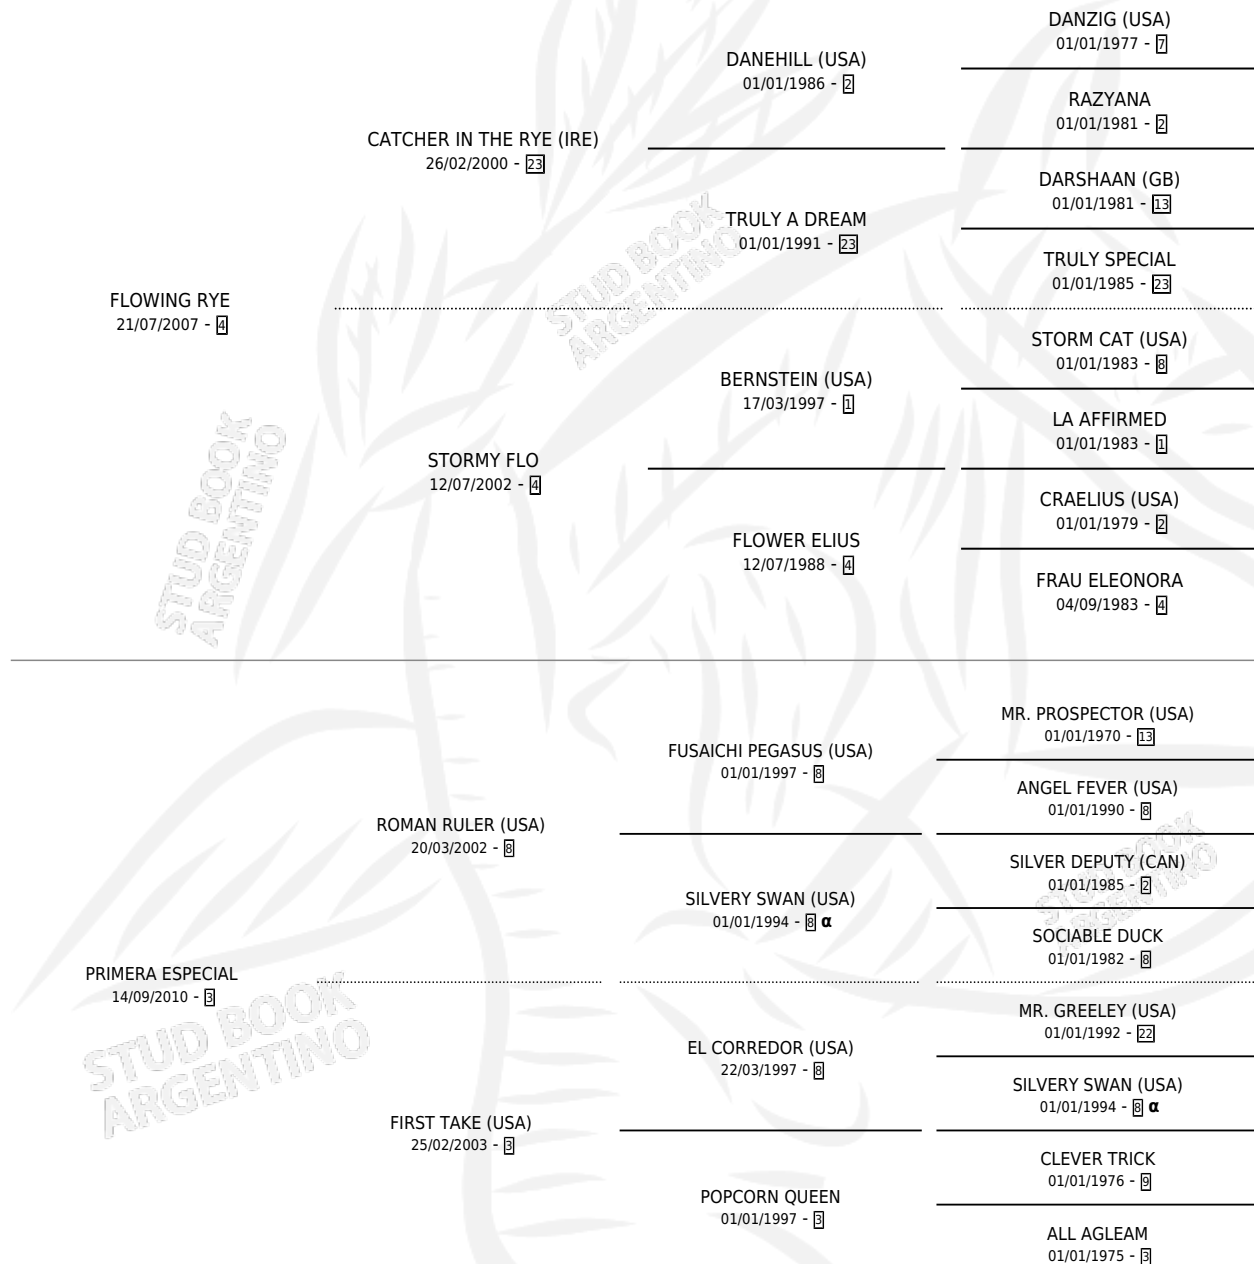 DANZIG (USA)
01/01/1977 - 7
DANEHILL (USA)
01/01/1986 - 2
RAZYANA
01/01/1981 - 2
CATCHER IN THE RYE (IRE)
26/02/2000 - 23
DARSHAAN (GB)
01/01/1981 - 13
TRULY A DREAM
01/01/1991 - 23
TRULY SPECIAL
01/01/1985 - 23
FLOWING RYE
21/07/2007 - 4
STORM CAT (USA)
01/01/1983 - 8
BERNSTEIN (USA)
17/03/1997 - 1
LA AFFIRMED
01/01/1983 - 1
STORMY FLO
12/07/2002 - 4
CRAELIUS (USA)
01/01/1979 - 2
FLOWER ELIUS
12/07/1988 - 4
FRAU ELEONORA
04/09/1983 - 4
STUD BOOK
ARGENTINO
STUD BOOK
ARGENTINO
MR. PROSPECTOR (USA)
01/01/1970 - 13
FUSAICHI PEGASUS (USA)
01/01/1997 - 8
ANGEL FEVER (USA)
01/01/1990 - 8
ROMAN RULER (USA)
20/03/2002 - 8
SILVER DEPUTY (CAN)
01/01/1985 - 2
SILVERY SWAN (USA)
01/01/1994 - 8 α
SOCIABLE DUCK
01/01/1982 - 8
PRIMERA ESPECIAL
14/09/2010 - 3
MR. GREELEY (USA)
01/01/1992 - 22
EL CORREDOR (USA)
22/03/1997 - 8
SILVERY SWAN (USA)
01/01/1994 - 8 α
FIRST TAKE (USA)
25/02/2003 - 3
CLEVER TRICK
01/01/1976 - 9
POPCORN QUEEN
01/01/1997 - 3
ALL AGLEAM
01/01/1975 - 3
STUD BOOK
ARGENTINO
STUD BOOK
ARGENTINO